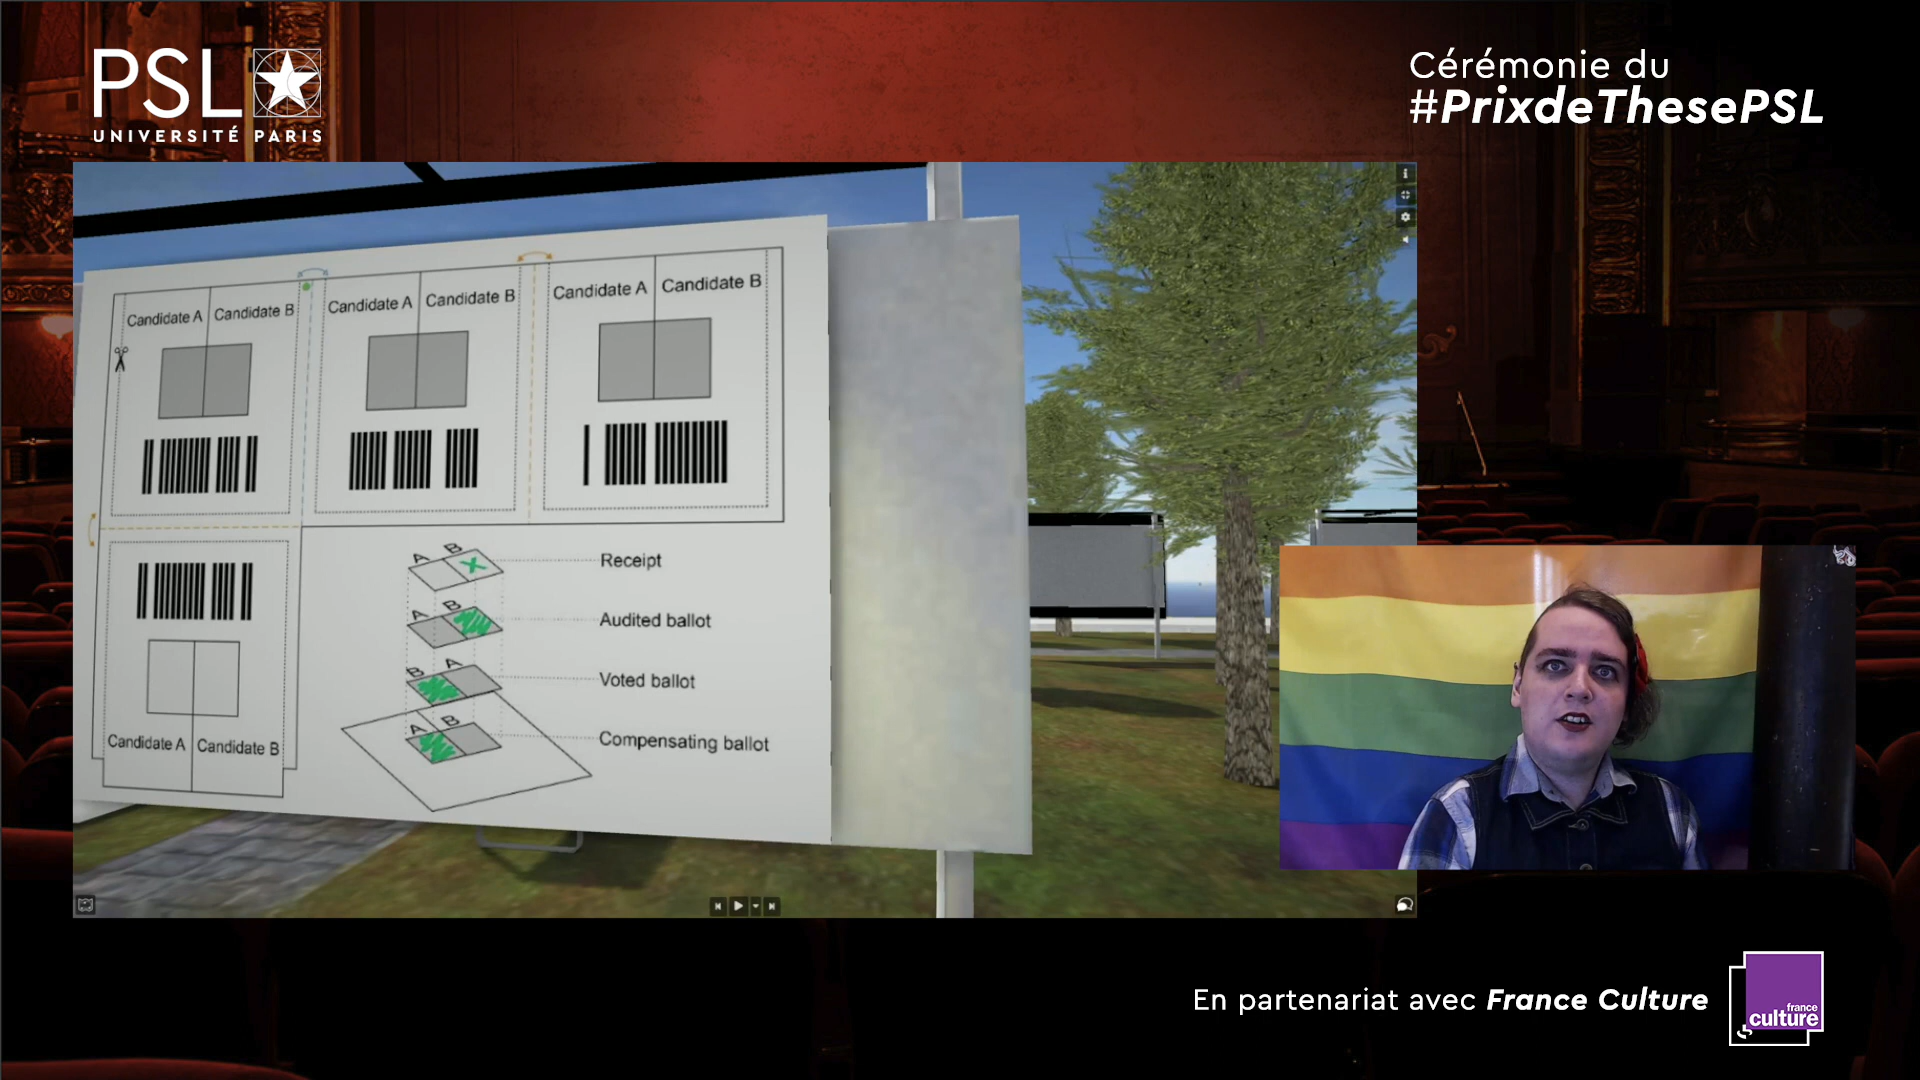 PSL
UNIVERSITÉ PARIS
Cérémonie du
#PrixdeThesePSL
Candidate A
Candidate B
Candidate A
Candidate B
Candidate A
Candidate B
Candidate A
Candidate B
A
B
Receipt
A
B
Audited ballot
B
A
Voted ballot
A
B
Compensating ballot
En partenariat avec France Culture
france
culture